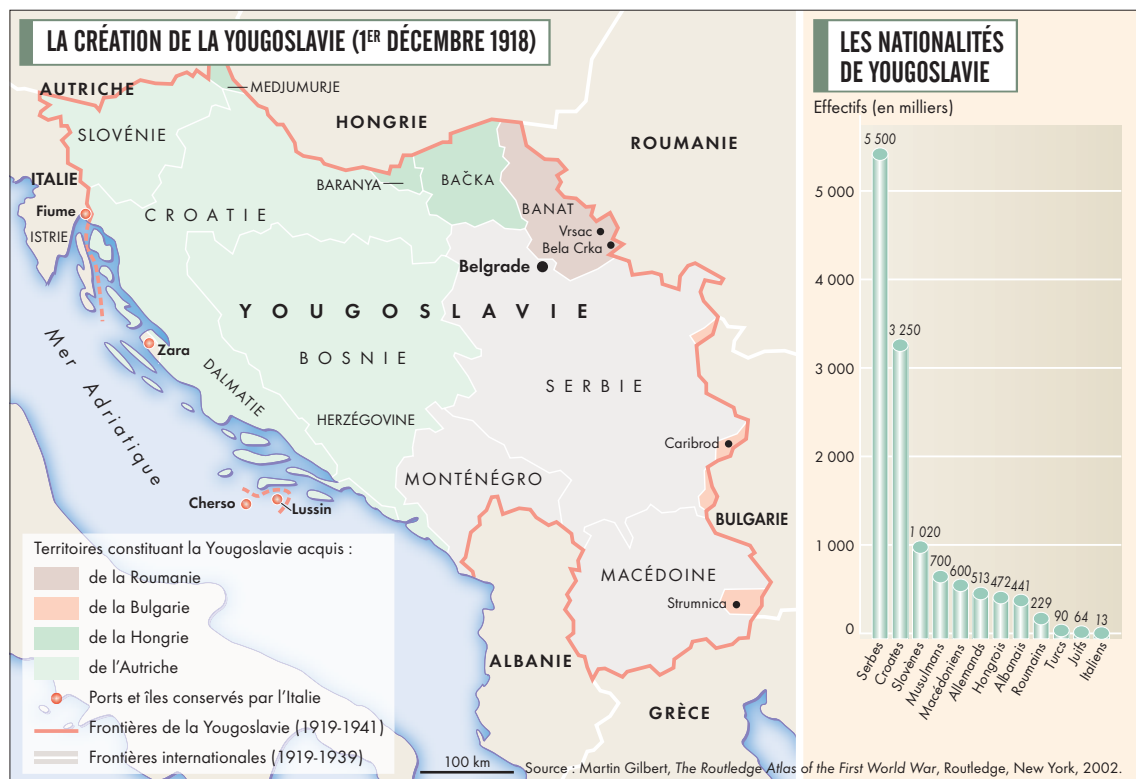 LA CRÉATION DE LA YOUGOSLAVIE (1ER DÉCEMBRE 1918)
AUTRICHE
MEDJUMURJE
SLOVÉNIE
HONGRIE
ROUMANIE
ITALIE
BARANYA
BAČKA
BANAT
Fiume
CROATIE
Vrsac
ISTRIE
Bela Crka
Belgrade
YOUGOSLAVIE
Zara
BOSNIE
Mer Adriatique
DALMATIE
SERBIE
HERZÉGOVINE
Caribrod
MONTÉNÉGRO
Cherso
Lussin
BULGARIE
MACÉDOINE
Strumnica
ALBANIE
GRÈCE
Territoires constituant la Yougoslavie acquis :
de la Roumanie
de la Bulgarie
de la Hongrie
de l'Autriche
Ports et îles conservés par l'Italie
Frontières de la Yougoslavie (1919-1941)
Frontières internationales (1919-1939)
100 km
LES NATIONALITÉS
DE YOUGOSLAVIE
Effectifs (en milliers)
5 500
5 000
4 000
3 250
3 000
2 000
1 020
1 000
700
600
513
472
441
229
90
64
13
0
Serbes
Croates
Slovènes
Musulmans
Macédoniens
Allemands
Hongrois
Albanais
Roumains
Turcs
Juifs
Italiens
Source : Martin Gilbert, The Routledge Atlas of the First World War, Routledge, New York, 2002.